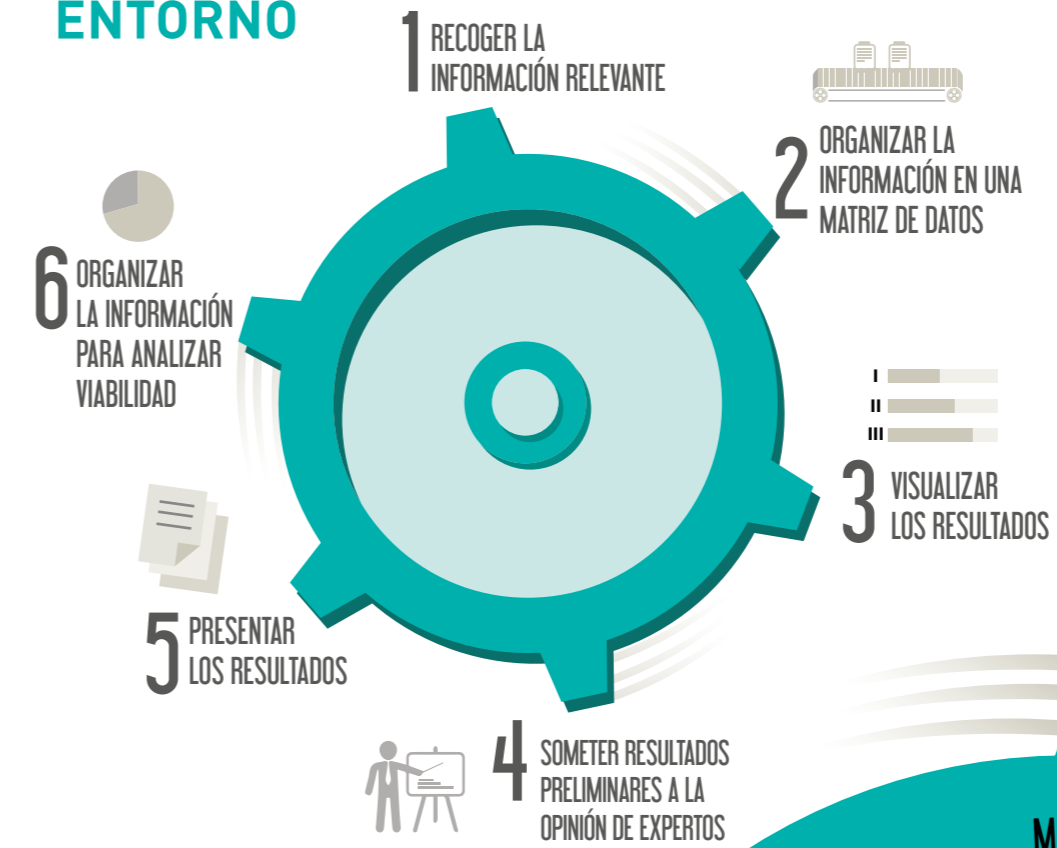 ENTORNO
1 RECOGER LA
INFORMACIÓN RELEVANTE
2 ORGANIZAR LA
INFORMACIÓN EN UNA
MATRIZ DE DATOS
I
II
III
3 VISUALIZAR
LOS RESULTADOS
4 SOMETER RESULTADOS
PRELIMINARES A LA
OPINIÓN DE EXPERTOS
5 PRESENTAR
LOS RESULTADOS
6 ORGANIZAR
LA INFORMACIÓN
PARA ANALIZAR
VIABILIDAD